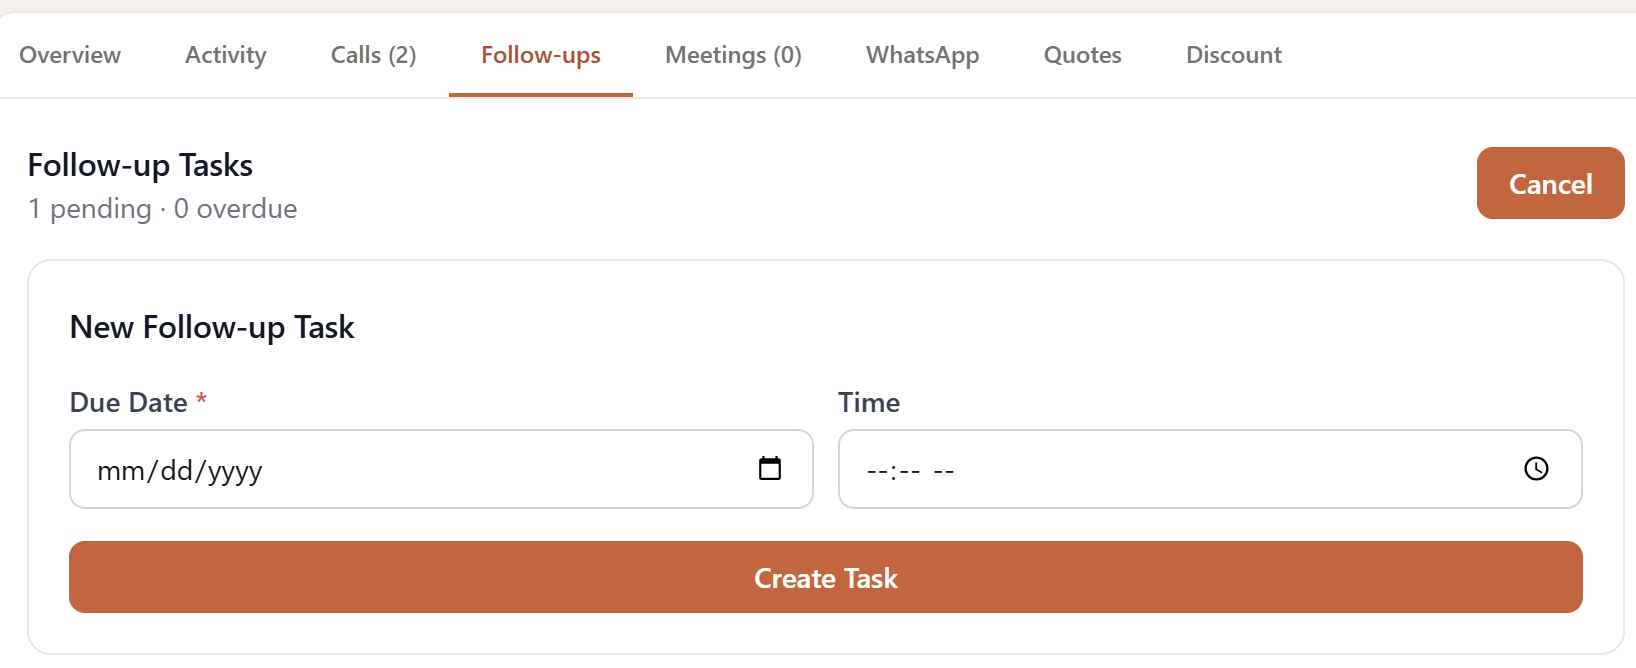 Overview Activity Calls (2) Follow-ups Meetings (0) WhatsApp Quotes Discount
Follow-up Tasks
1 pending · 0 overdue
Cancel
New Follow-up Task
Due Date * Time
mm/dd/yyyy --:-- --
Create Task